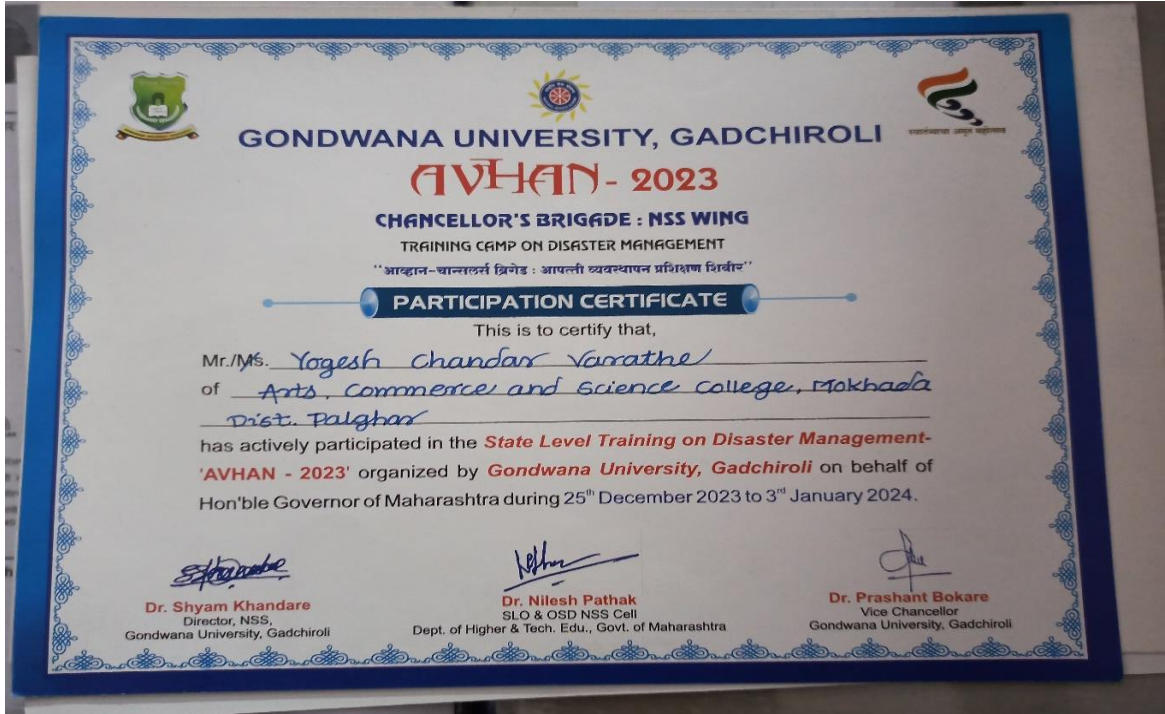 GONDWANA UNIVERSITY, GADCHIROLI
स्वातंत्र्याचा अमृत महोत्सव
AVHAN - 2023
CHANCELLOR'S BRIGADE : NSS WING
TRAINING CAMP ON DISASTER MANAGEMENT
"आव्हान-चान्सलर्स ब्रिगेड : आपत्ती व्यवस्थापन प्रशिक्षण शिबीर"
PARTICIPATION CERTIFICATE
This is to certify that,
Mr./Ms. Yogesh Chandar Varathe
of Arts, Commerce and Science College, Mokhada
Dist. Palghar
has actively participated in the State Level Training on Disaster Management-
'AVHAN - 2023' organized by Gondwana University, Gadchiroli on behalf of
Hon'ble Governor of Maharashtra during 25th December 2023 to 3rd January 2024.
Dr. Shyam Khandare
Director, NSS,
Gondwana University, Gadchiroli
Dr. Nilesh Pathak
SLO & OSD NSS Cell
Dept. of Higher & Tech. Edu., Govt. of Maharashtra
Dr. Prashant Bokare
Vice Chancellor
Gondwana University, Gadchiroli